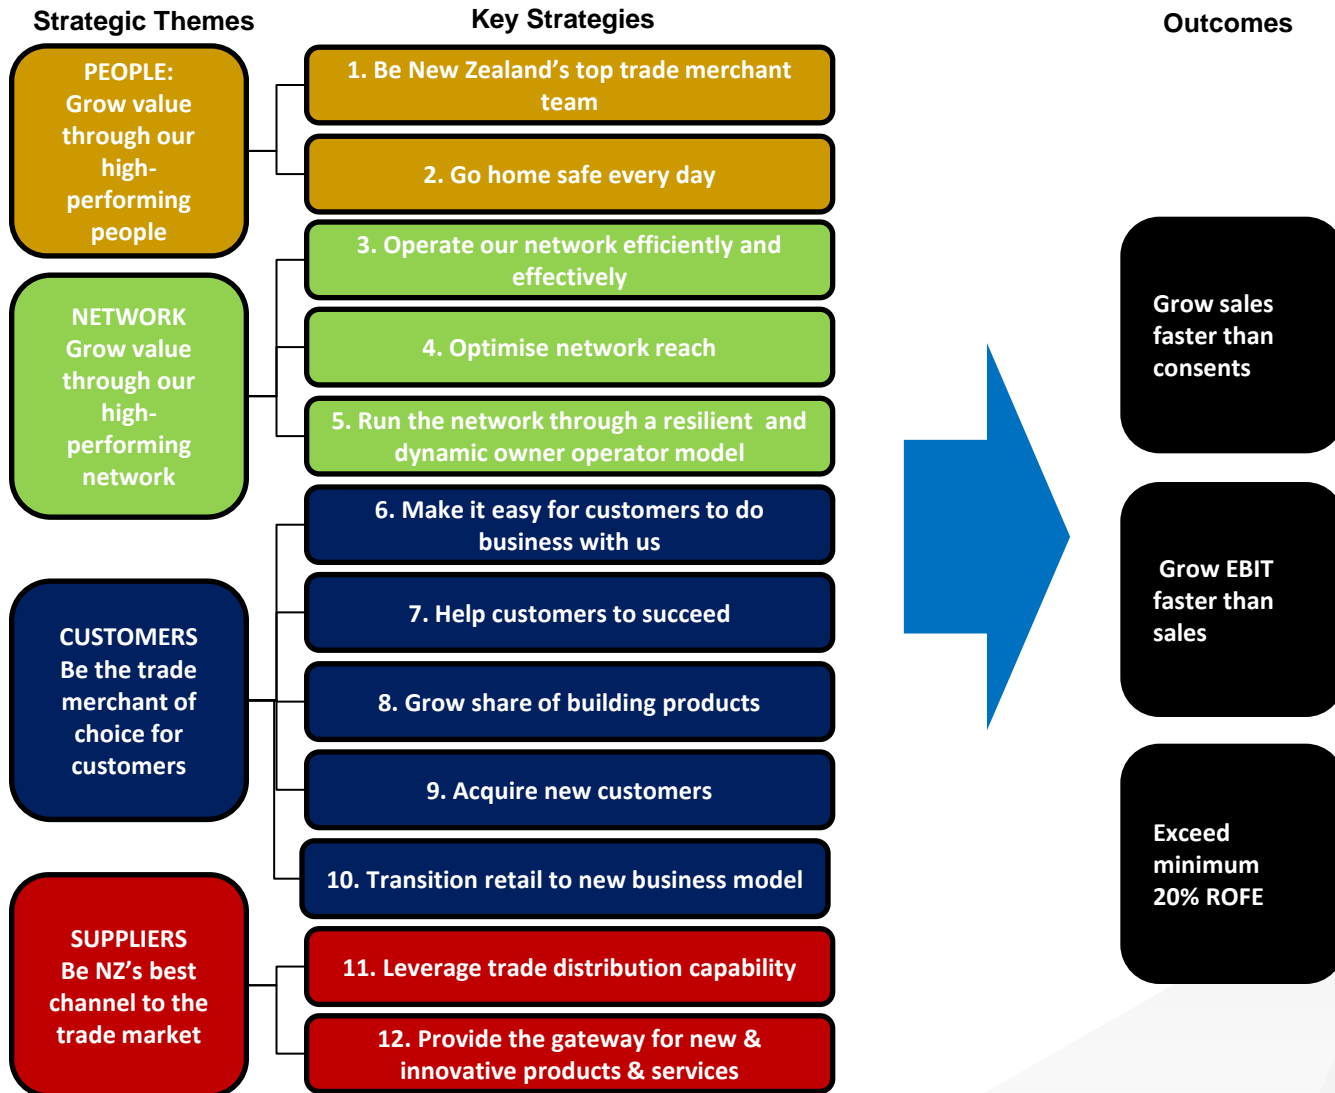 Strategic Themes
Key Strategies
Outcomes
PEOPLE:
Grow value
through our
high-
performing
people
1. Be New Zealand’s top trade merchant
team
2. Go home safe every day
NETWORK
Grow value
through our
high-
performing
network
3. Operate our network efficiently and
effectively
4. Optimise network reach
5. Run the network through a resilient  and
dynamic owner operator model
CUSTOMERS
Be the trade
merchant of
choice for
customers
6. Make it easy for customers to do
business with us
7. Help customers to succeed
8. Grow share of building products
9. Acquire new customers
10. Transition retail to new business model
SUPPLIERS
Be NZ’s best
channel to the
trade market
11. Leverage trade distribution capability
12. Provide the gateway for new &
innovative products & services
Grow sales
faster than
consents
Grow EBIT
faster than
sales
Exceed
minimum
20% ROFE